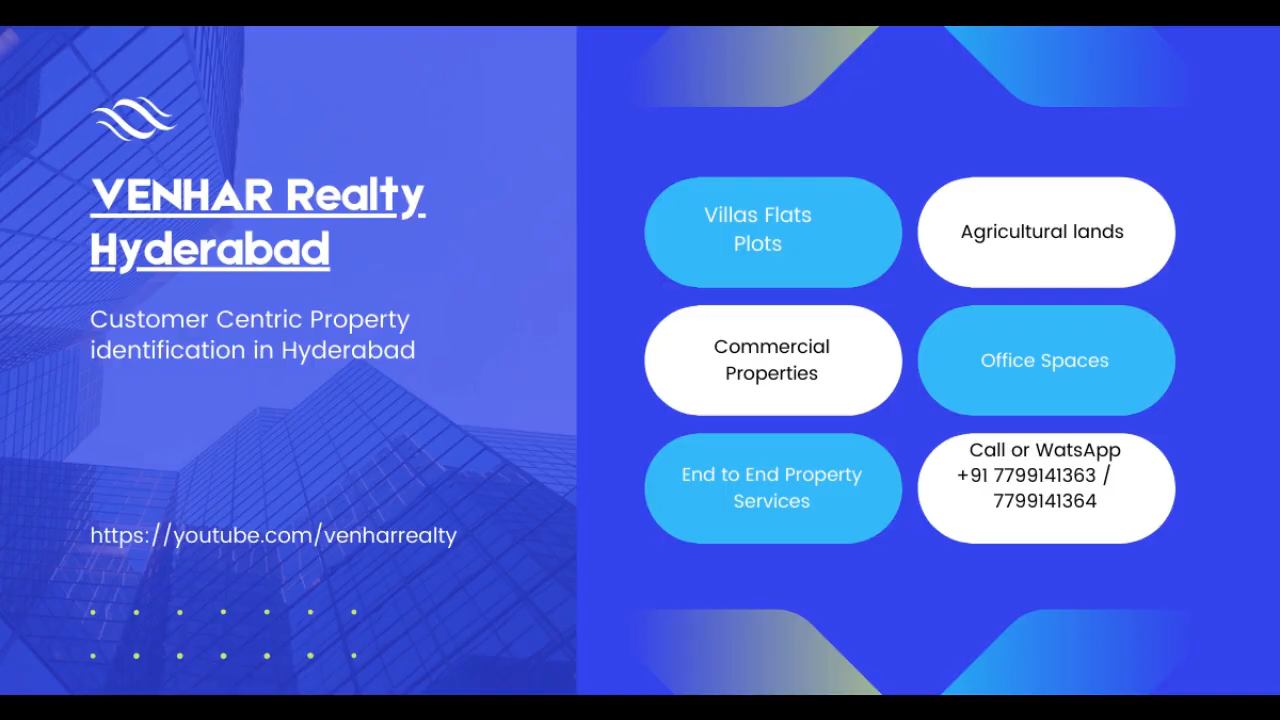 VENHAR Realty
Hyderabad
Customer Centric Property
identification in Hyderabad
https://youtube.com/venharrealty
Villas Flats
Plots
Agricultural lands
Commercial
Properties
Office Spaces
End to End Property
Services
Call or WatsApp
+91 7799141363 /
7799141364